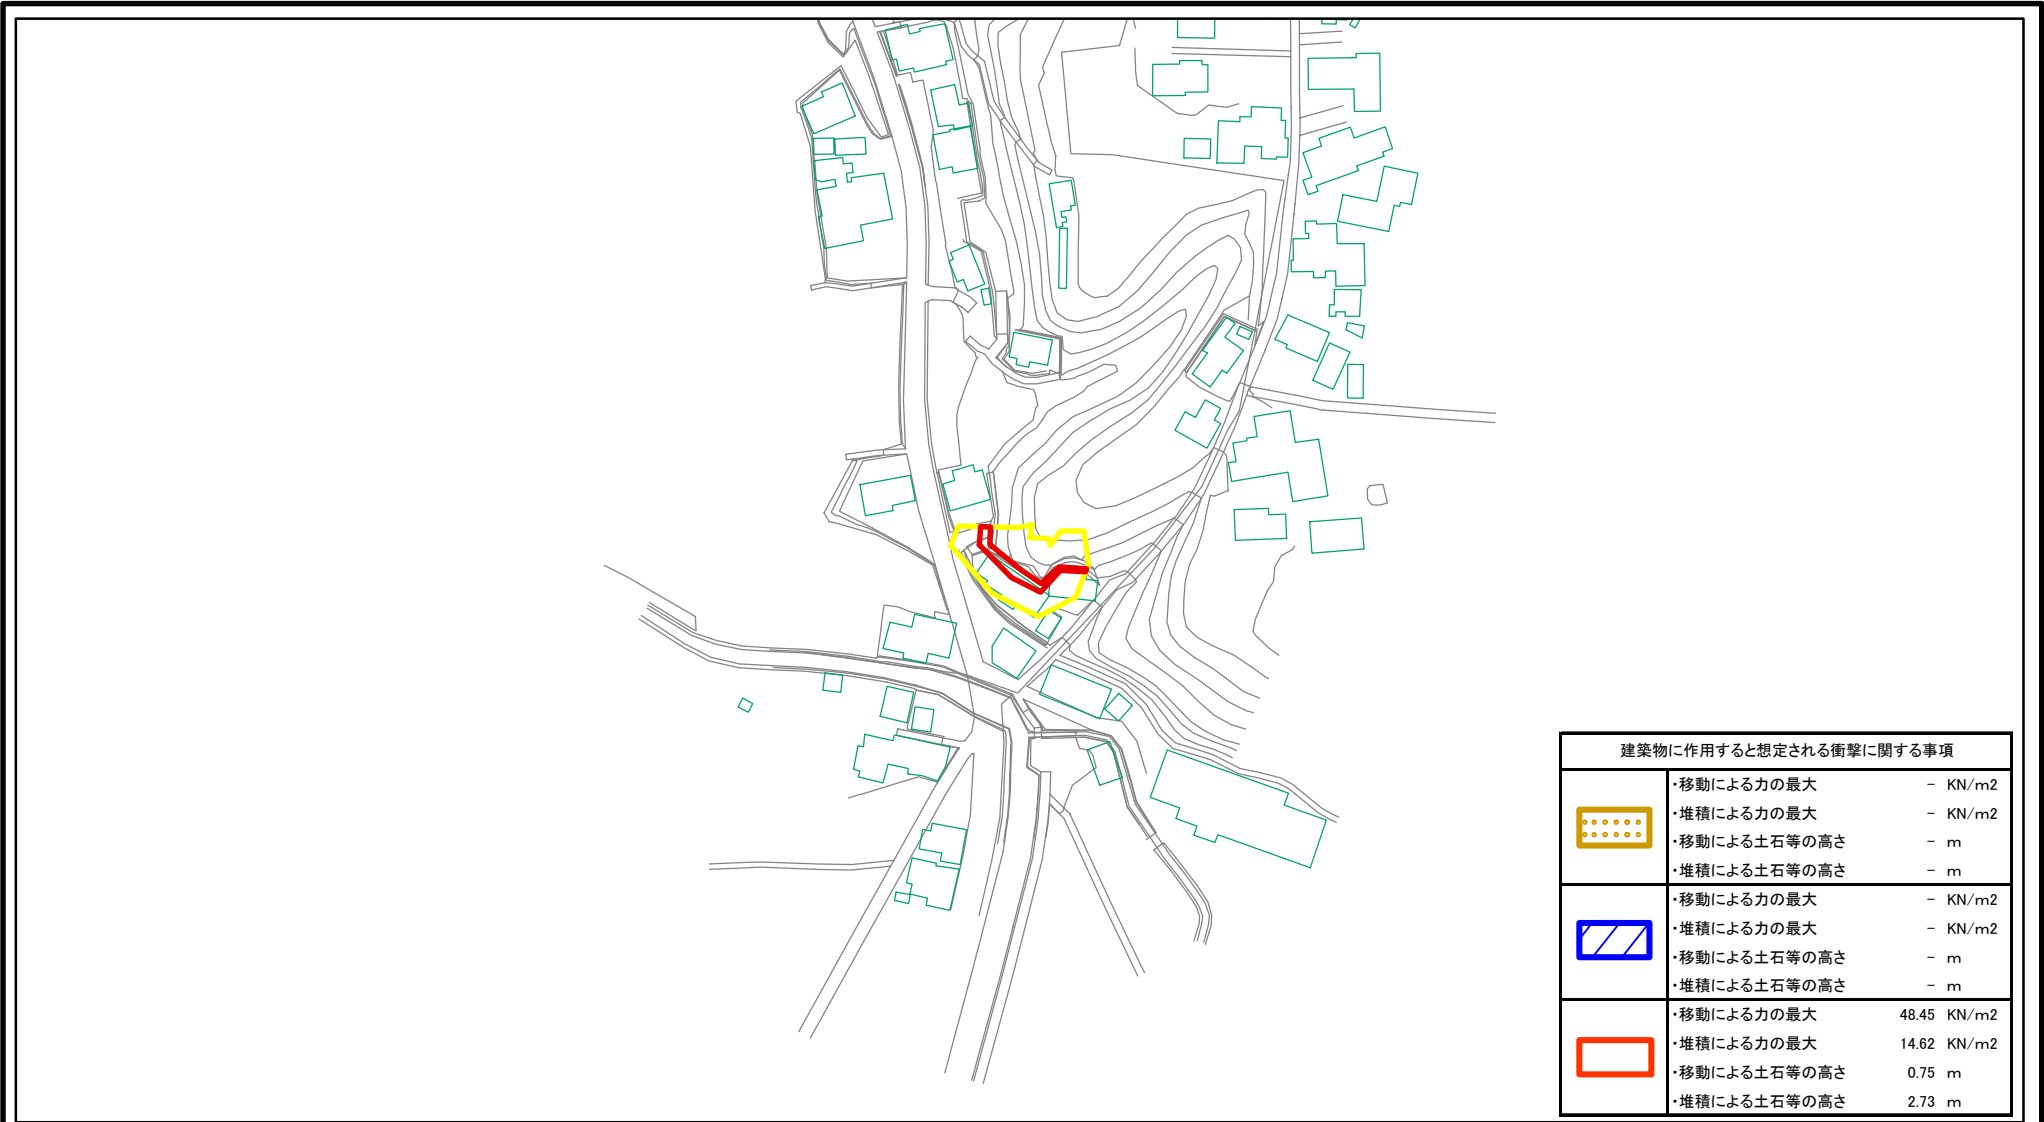 建築物に作用すると想定される衝撃に関する事項
・移動による力の最大 - KN/m2
・堆積による力の最大 - KN/m2
・移動による土石等の高さ - m
・堆積による土石等の高さ - m
・移動による力の最大 - KN/m2
・堆積による力の最大 - KN/m2
・移動による土石等の高さ - m
・堆積による土石等の高さ - m
・移動による力の最大 48.45 KN/m2
・堆積による力の最大 14.62 KN/m2
・移動による土石等の高さ 0.75 m
・堆積による土石等の高さ 2.73 m